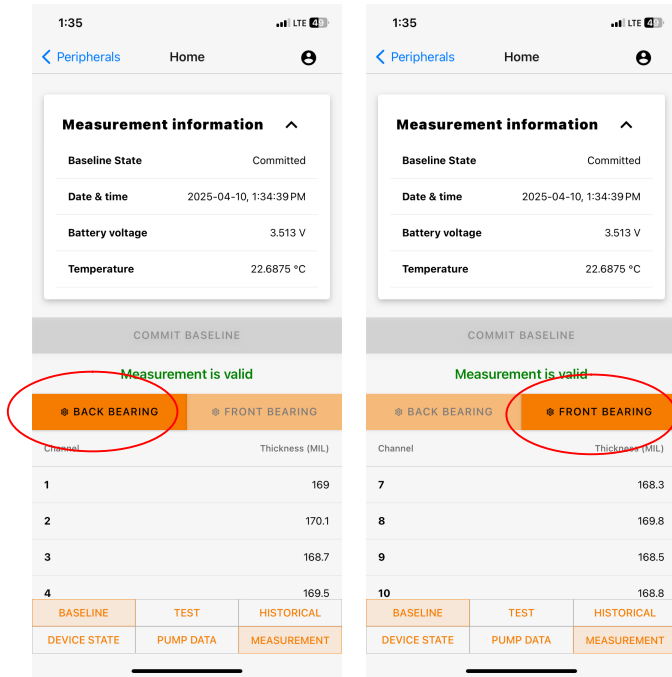 1:35
LTE 49
Peripherals Home
Measurement information
Baseline State Committed
Date & time 2025-04-10, 1:34:39 PM
Battery voltage 3.513 V
Temperature 22.6875 °C
COMMIT BASELINE
Measurement is valid
BACK BEARING FRONT BEARING
Channel Thickness (MIL)
1 169
2 170.1
3 168.7
4 169.5
BASELINE TEST HISTORICAL
DEVICE STATE PUMP DATA MEASUREMENT
1:35
LTE 49
Peripherals Home
Measurement information
Baseline State Committed
Date & time 2025-04-10, 1:34:39 PM
Battery voltage 3.513 V
Temperature 22.6875 °C
COMMIT BASELINE
Measurement is valid
BACK BEARING FRONT BEARING
Channel Thickness (MIL)
7 168.3
8 169.8
9 168.5
10 168.8
BASELINE TEST HISTORICAL
DEVICE STATE PUMP DATA MEASUREMENT